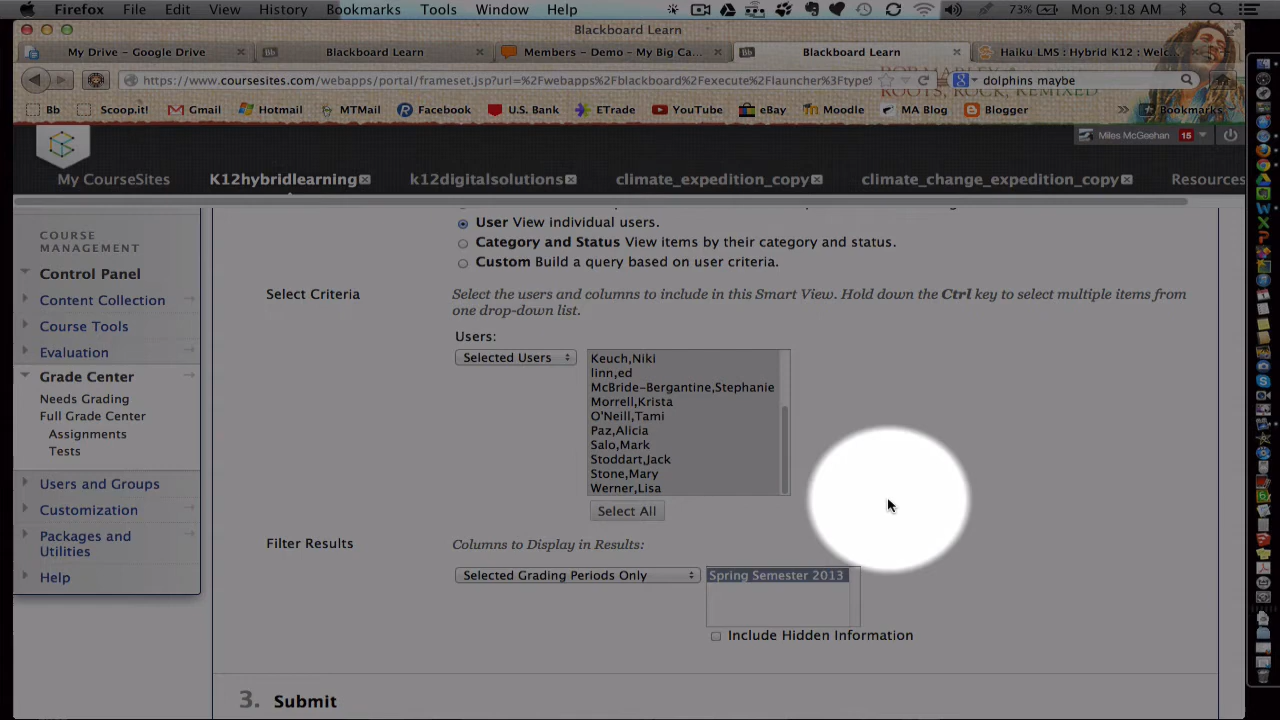 Firefox File Edit View History Bookmarks Tools Window Help 73% Mon 9:18 AM
Blackboard Learn
My Drive – Google Drive Bb Blackboard Learn Members – Demo – My Big Ca... Bb Blackboard Learn Haiku LMS : Hybrid K12 : Welc...
https://www.coursesites.com/webapps/portal/frameset.jsp?url=%2Fwebapps%2Fblackboard%2Fexecute%2Flauncher%3Ftype% dolphins maybe
ROOTS, ROCK, REMIXED
Bb Scoop.it! Gmail Hotmail MTMail Facebook U.S. Bank ETrade YouTube eBay Moodle MA Blog Blogger Bookmarks
Miles McGeehan 15
My CourseSites K12hybridlearning k12digitalsolutions climate_expedition_copy climate_change_expedition_copy Resources
COURSE
MANAGEMENT
Control Panel
Content Collection
Course Tools
Evaluation
Grade Center
Needs Grading
Full Grade Center
Assignments
Tests
Users and Groups
Customization
Packages and
Utilities
Help
User View individual users.
Category and Status View items by their category and status.
Custom Build a query based on user criteria.
Select Criteria
Select the users and columns to include in this Smart View. Hold down the Ctrl key to select multiple items from
one drop-down list.
Users:
Selected Users
Keuch,Niki
linn,ed
McBride-Bergantine,Stephanie
Morrell,Krista
O'Neill,Tami
Paz,Alicia
Salo,Mark
Stoddart,Jack
Stone,Mary
Werner,Lisa
Select All
Filter Results
Columns to Display in Results:
Selected Grading Periods Only Spring Semester 2013
Include Hidden Information
3. Submit